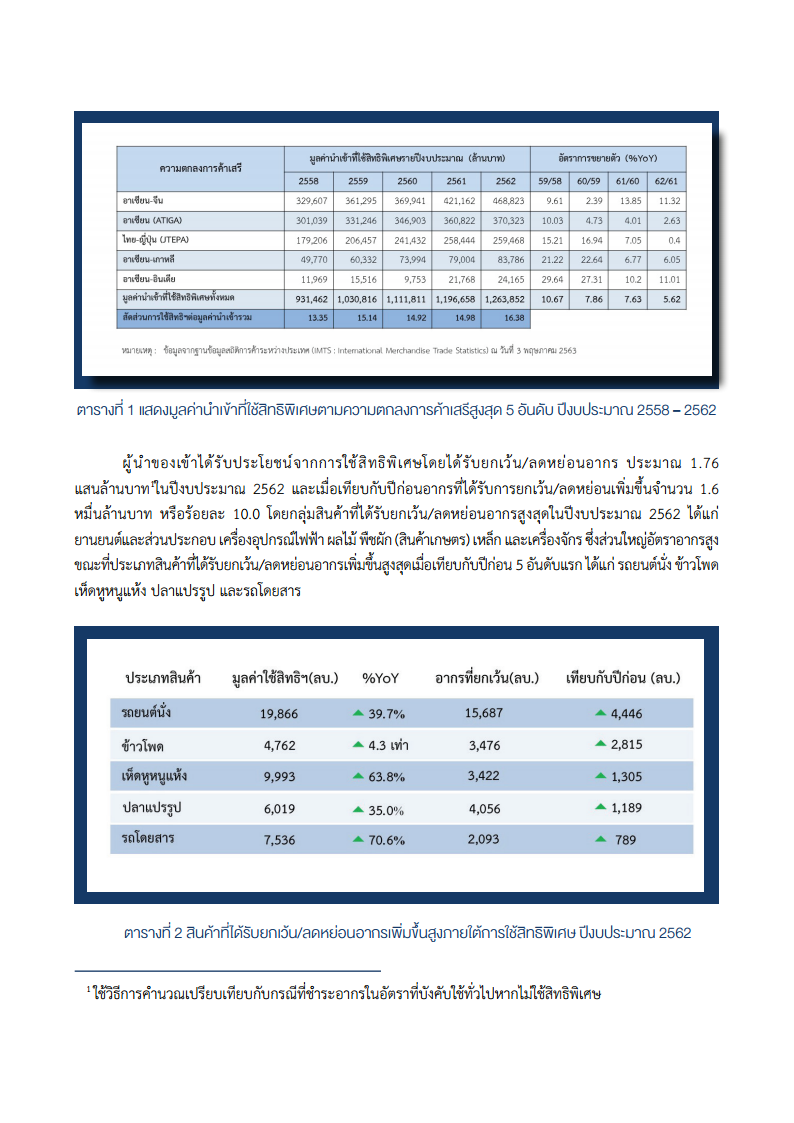 ความตกลงการค้าเสรี มูลค่านำเข้าที่ใช้สิทธิพิเศษรายปีงบประมาณ (ล้านบาท) อัตราการขยายตัว (%YoY)
2558 2559 2560 2561 2562 59/58 60/59 61/60 62/61
อาเซียน-จีน 329,607 361,295 369,941 421,162 468,823 9.61 2.39 13.85 11.32
อาเซียน (ATIGA) 301,039 331,246 346,903 360,822 370,323 10.03 4.73 4.01 2.63
ไทย-ญี่ปุ่น (JTEPA) 179,206 206,457 241,432 258,444 259,468 15.21 16.94 7.05 0.4
อาเซียน-เกาหลี 49,770 60,332 73,994 79,004 83,786 21.22 22.64 6.77 6.05
อาเซียน-อินเดีย 11,969 15,516 9,753 21,768 24,165 29.64 27.31 10.2 11.01
มูลค่านำเข้าที่ใช้สิทธิพิเศษทั้งหมด 931,462 1,030,816 1,111,811 1,196,658 1,263,852 10.67 7.86 7.63 5.62
สัดส่วนการใช้สิทธิฯต่อมูลค่านำเข้ารวม 13.35 15.14 14.92 14.98 16.38
หมายเหตุ : ข้อมูลจากฐานข้อมูลสถิติการค้าระหว่างประเทศ (IMTS : International Merchandise Trade Statistics) ณ วันที่ 3 พฤษภาคม 2563
ตารางที่ 1 แสดงมูลค่านำเข้าที่ใช้สิทธิพิเศษตามความตกลงการค้าเสรีสูงสุด 5 อันดับ ปีงบประมาณ 2558 – 2562
ผู้นำของเข้าได้รับประโยชน์จากการใช้สิทธิพิเศษโดยได้รับยกเว้น/ลดหย่อนอากร ประมาณ 1.76
แสนล้านบาท¹ในปีงบประมาณ 2562 และเมื่อเทียบกับปีก่อนอากรที่ได้รับการยกเว้น/ลดหย่อนเพิ่มขึ้นจำนวน 1.6
หมื่นล้านบาท หรือร้อยละ 10.0 โดยกลุ่มสินค้าที่ได้รับยกเว้น/ลดหย่อนอากรสูงสุดในปีงบประมาณ 2562 ได้แก่
ยานยนต์และส่วนประกอบ เครื่องอุปกรณ์ไฟฟ้า ผลไม้ พืชผัก (สินค้าเกษตร) เหล็ก และเครื่องจักร ซึ่งส่วนใหญ่อัตราอากรสูง
ขณะที่ประเภทสินค้าที่ได้รับยกเว้น/ลดหย่อนอากรเพิ่มขึ้นสูงสุดเมื่อเทียบกับปีก่อน 5 อันดับแรก ได้แก่ รถยนต์นั่ง ข้าวโพด
เห็ดหูหนูแห้ง ปลาแปรรูป และรถโดยสาร
ประเภทสินค้า มูลค่าใช้สิทธิฯ(ลบ.) %YoY อากรที่ยกเว้น(ลบ.) เทียบกับปีก่อน (ลบ.)
รถยนต์นั่ง 19,866 ▲ 39.7% 15,687 ▲ 4,446
ข้าวโพด 4,762 ▲ 4.3 เท่า 3,476 ▲ 2,815
เห็ดหูหนูแห้ง 9,993 ▲ 63.8% 3,422 ▲ 1,305
ปลาแปรรูป 6,019 ▲ 35.0% 4,056 ▲ 1,189
รถโดยสาร 7,536 ▲ 70.6% 2,093 ▲ 789
ตารางที่ 2 สินค้าที่ได้รับยกเว้น/ลดหย่อนอากรเพิ่มขึ้นสูงภายใต้การใช้สิทธิพิเศษ ปีงบประมาณ 2562
¹ ใช้วิธีการคำนวณเปรียบเทียบกับกรณีที่ชำระอากรในอัตราที่บังคับใช้ทั่วไปหากไม่ใช้สิทธิพิเศษ